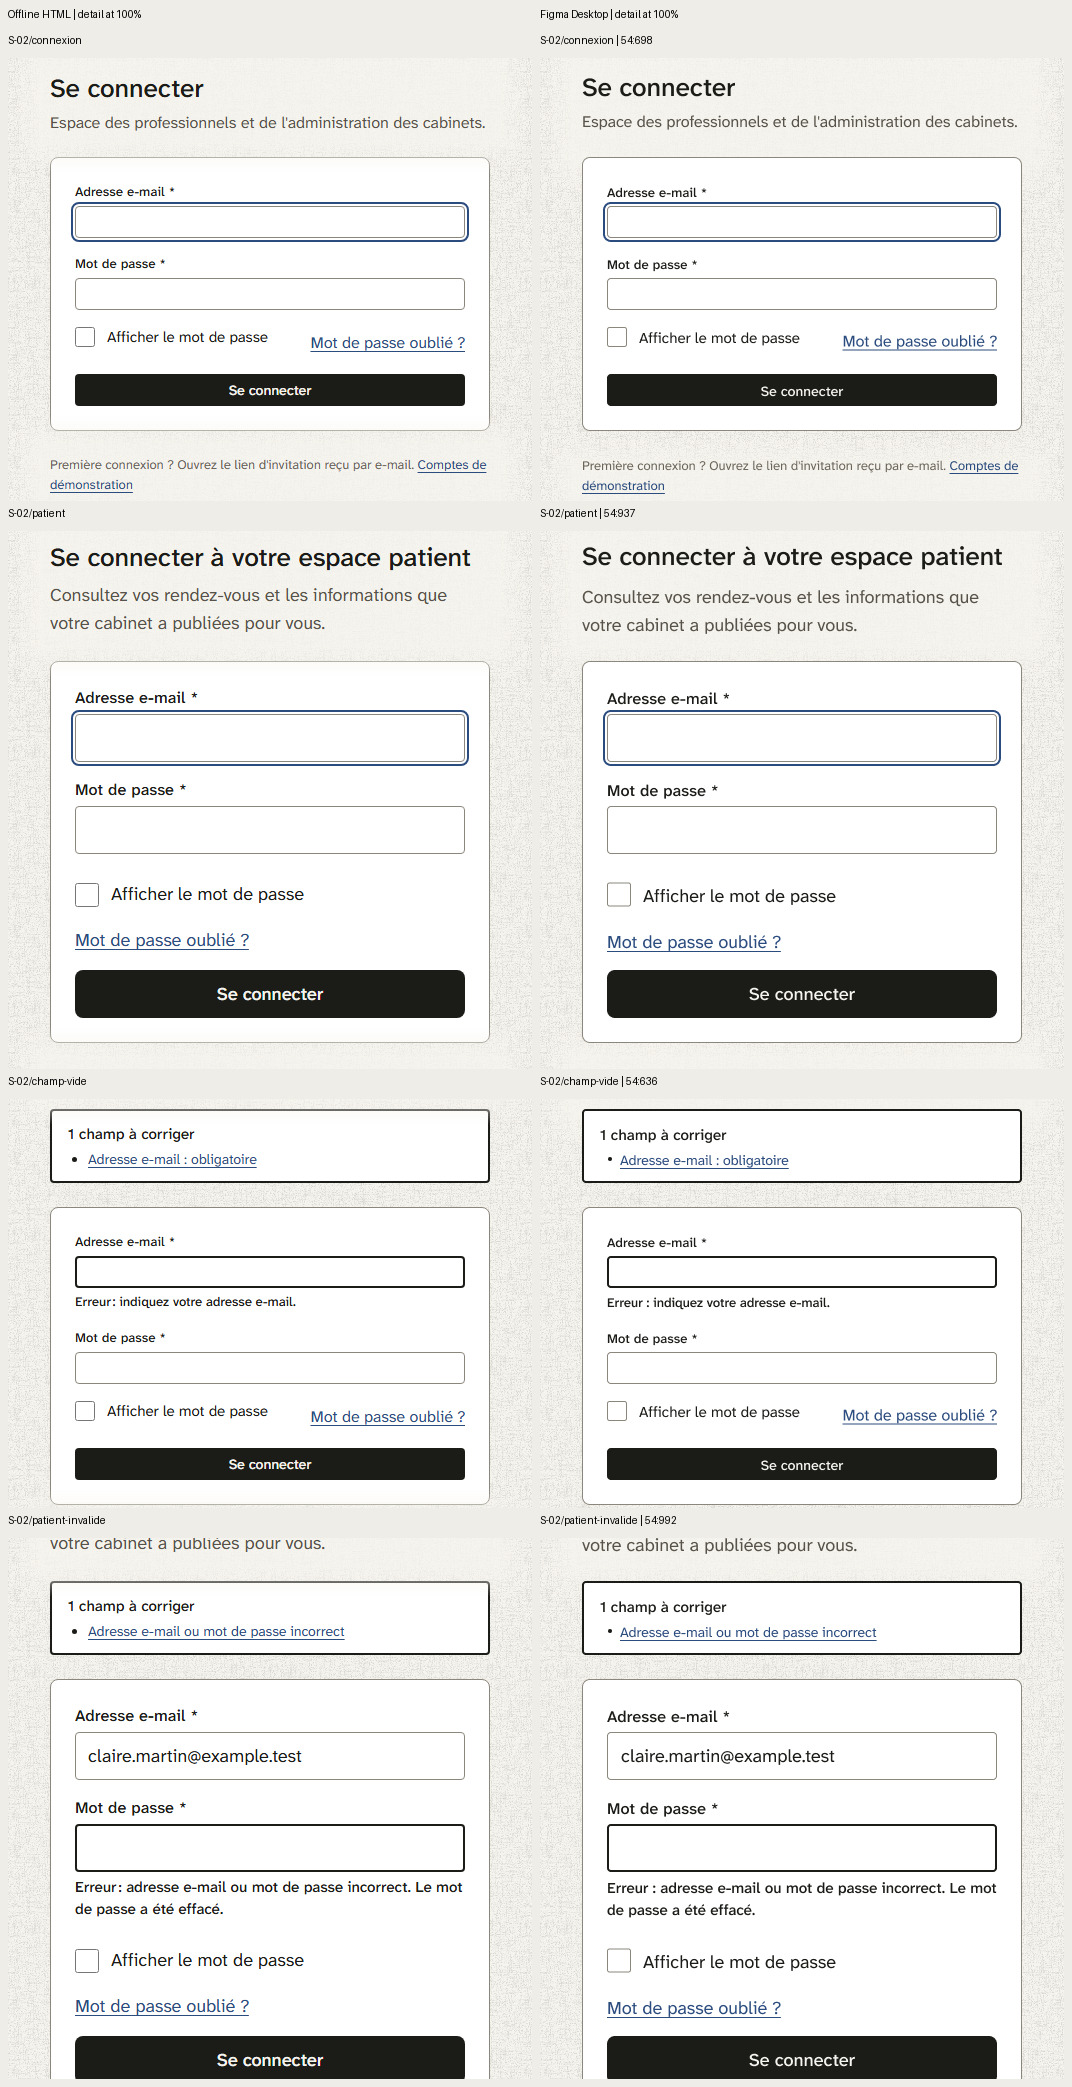 Offline HTML | detail at 100%
Figma Desktop | detail at 100%
S-02/connexion
S-02/connexion | 54:698
Se connecter
Espace des professionnels et de l'administration des cabinets.
Adresse e-mail *
Mot de passe *
Afficher le mot de passe
Mot de passe oublié ?
Se connecter
Première connexion ? Ouvrez le lien d'invitation reçu par e-mail. Comptes de
démonstration
Se connecter
Espace des professionnels et de l'administration des cabinets.
Adresse e-mail *
Mot de passe *
Afficher le mot de passe
Mot de passe oublié ?
Se connecter
Première connexion ? Ouvrez le lien d'invitation reçu par e-mail. Comptes de
démonstration
S-02/patient
S-02/patient | 54:937
Se connecter à votre espace patient
Consultez vos rendez-vous et les informations que
votre cabinet a publiées pour vous.
Adresse e-mail *
Mot de passe *
Afficher le mot de passe
Mot de passe oublié ?
Se connecter
Se connecter à votre espace patient
Consultez vos rendez-vous et les informations que
votre cabinet a publiées pour vous.
Adresse e-mail *
Mot de passe *
Afficher le mot de passe
Mot de passe oublié ?
Se connecter
S-02/champ-vide
S-02/champ-vide | 54:636
1 champ à corriger
• Adresse e-mail : obligatoire
Adresse e-mail *
Erreur : indiquez votre adresse e-mail.
Mot de passe *
Afficher le mot de passe
Mot de passe oublié ?
Se connecter
1 champ à corriger
• Adresse e-mail : obligatoire
Adresse e-mail *
Erreur : indiquez votre adresse e-mail.
Mot de passe *
Afficher le mot de passe
Mot de passe oublié ?
Se connecter
S-02/patient-invalide
S-02/patient-invalide | 54:992
votre cabinet a publiées pour vous.
1 champ à corriger
• Adresse e-mail ou mot de passe incorrect
Adresse e-mail *
claire.martin@example.test
Mot de passe *
Erreur : adresse e-mail ou mot de passe incorrect. Le mot
de passe a été effacé.
Afficher le mot de passe
Mot de passe oublié ?
Se connecter
votre cabinet a publiées pour vous.
1 champ à corriger
• Adresse e-mail ou mot de passe incorrect
Adresse e-mail *
claire.martin@example.test
Mot de passe *
Erreur : adresse e-mail ou mot de passe incorrect. Le mot
de passe a été effacé.
Afficher le mot de passe
Mot de passe oublié ?
Se connecter